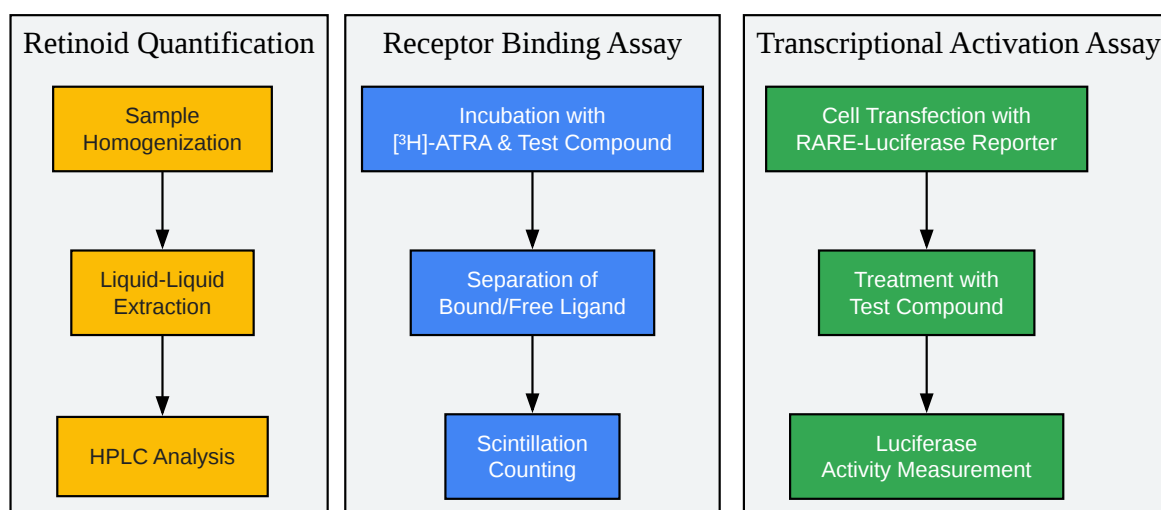 Retinoid Quantification
Sample
Homogenization
Liquid-Liquid
Extraction
HPLC Analysis
Receptor Binding Assay
Incubation with
[³H]-ATRA & Test Compound
Separation of
Bound/Free Ligand
Scintillation
Counting
Transcriptional Activation Assay
Cell Transfection with
RARE-Luciferase Reporter
Treatment with
Test Compound
Luciferase
Activity Measurement